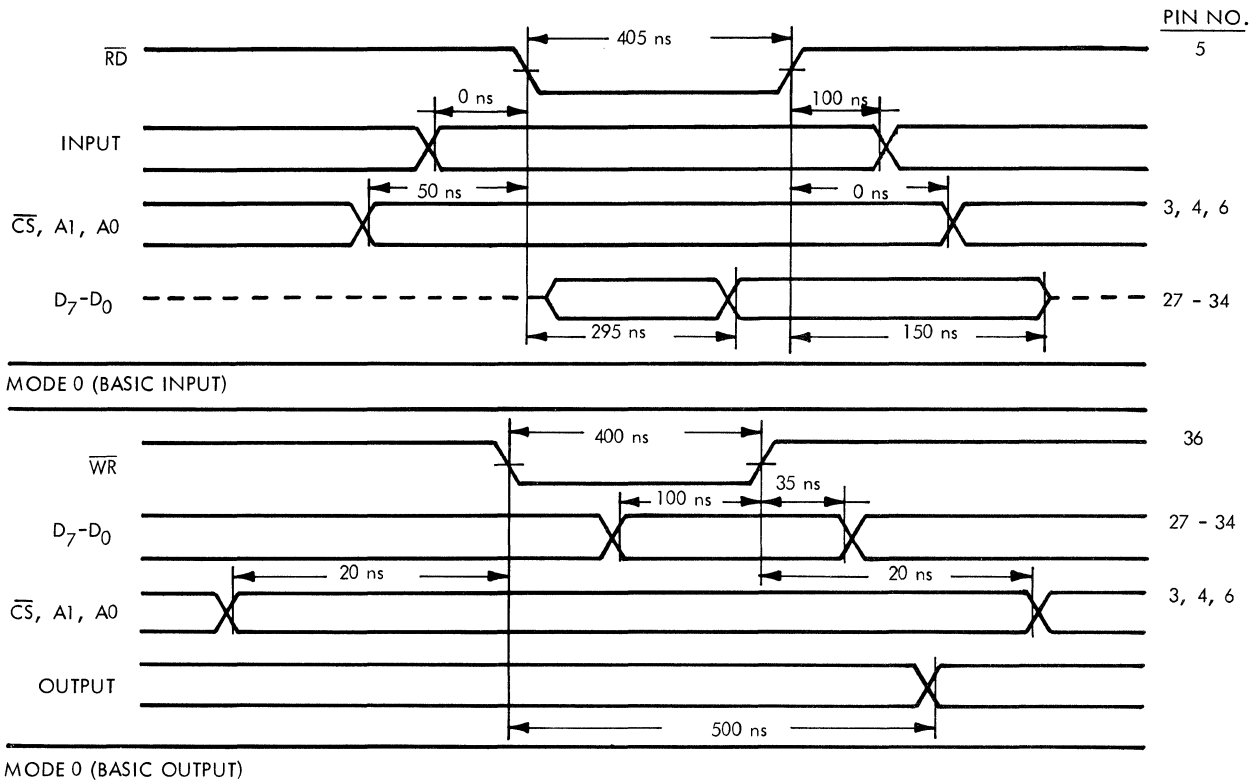 PIN NO.
405 ns
RD
5
0 ns
100 ns
INPUT
50 ns
0 ns
CS, A1, A0
3, 4, 6
D7-D0
27 - 34
295 ns
150 ns
MODE 0 (BASIC INPUT)
400 ns
36
WR
100 ns
35 ns
D7-D0
27 - 34
20 ns
20 ns
CS, A1, A0
3, 4, 6
OUTPUT
500 ns
MODE 0 (BASIC OUTPUT)